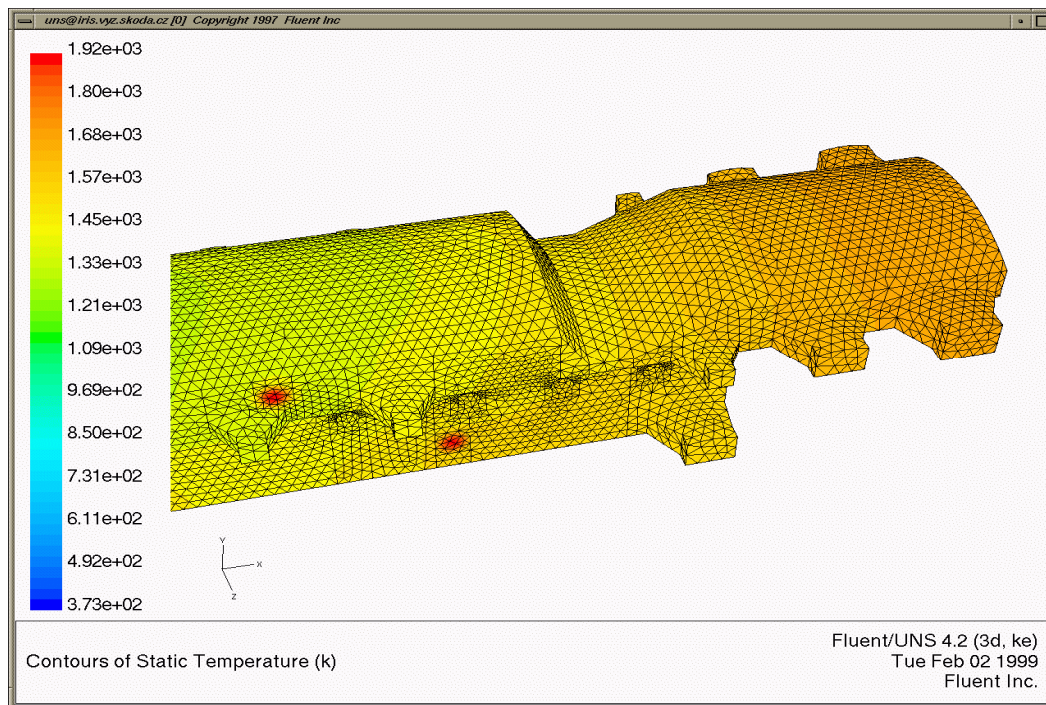 uns@iris.vyz.skoda.cz [0] Copyright 1997 Fluent Inc
1.92e+03
1.80e+03
1.68e+03
1.57e+03
1.45e+03
1.33e+03
1.21e+03
1.09e+03
9.69e+02
8.50e+02
7.31e+02
6.11e+02
4.92e+02
3.73e+02
Y
X
Z
Contours of Static Temperature (k)
Fluent/UNS 4.2 (3d, ke)
Tue Feb 02 1999
Fluent Inc.